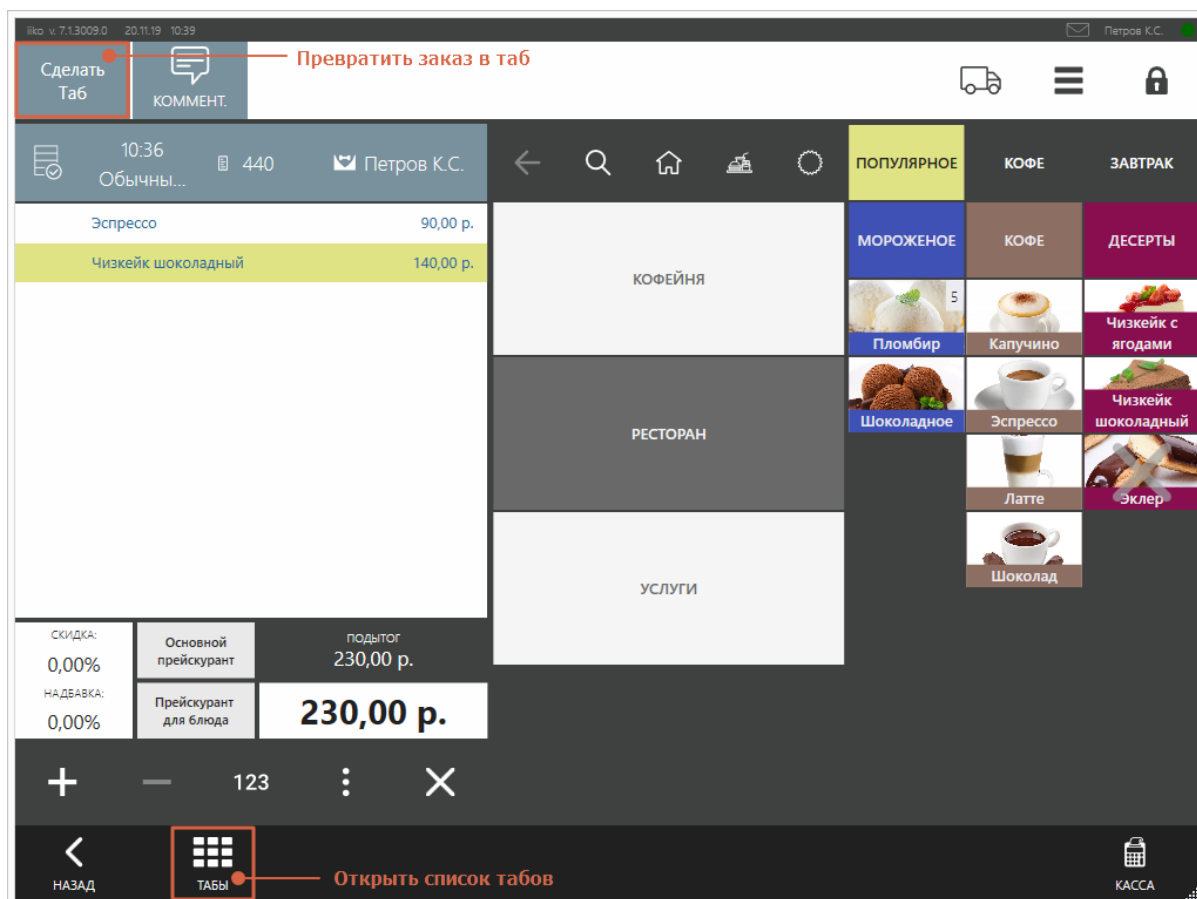 iiko v. 7.1.3009.0 20.11.19 10:39 Петров К.С.
Сделать
Таб
КОММЕНТ.
Превратить заказ в таб
10:36
Обычны...
440
Петров К.С.
Эспрессо 90,00 р.
Чизкейк шоколадный 140,00 р.
КОФЕЙНЯ
РЕСТОРАН
УСЛУГИ
ПОПУЛЯРНОЕ КОФЕ ЗАВТРАК
МОРОЖЕНОЕ КОФЕ ДЕСЕРТЫ
5
Пломбир
Капучино
Чизкейк с
ягодами
Шоколадное
Эспрессо
Чизкейк
шоколадный
Латте
Эклер
Шоколад
СКИДКА:
0,00%
Основной
прейскурант
ПОДЫТОГ
230,00 р.
НАДБАВКА:
0,00%
Прейскурант
для блюда
230,00 р.
123
НАЗАД
ТАБЫ
Открыть список табов
КАССА